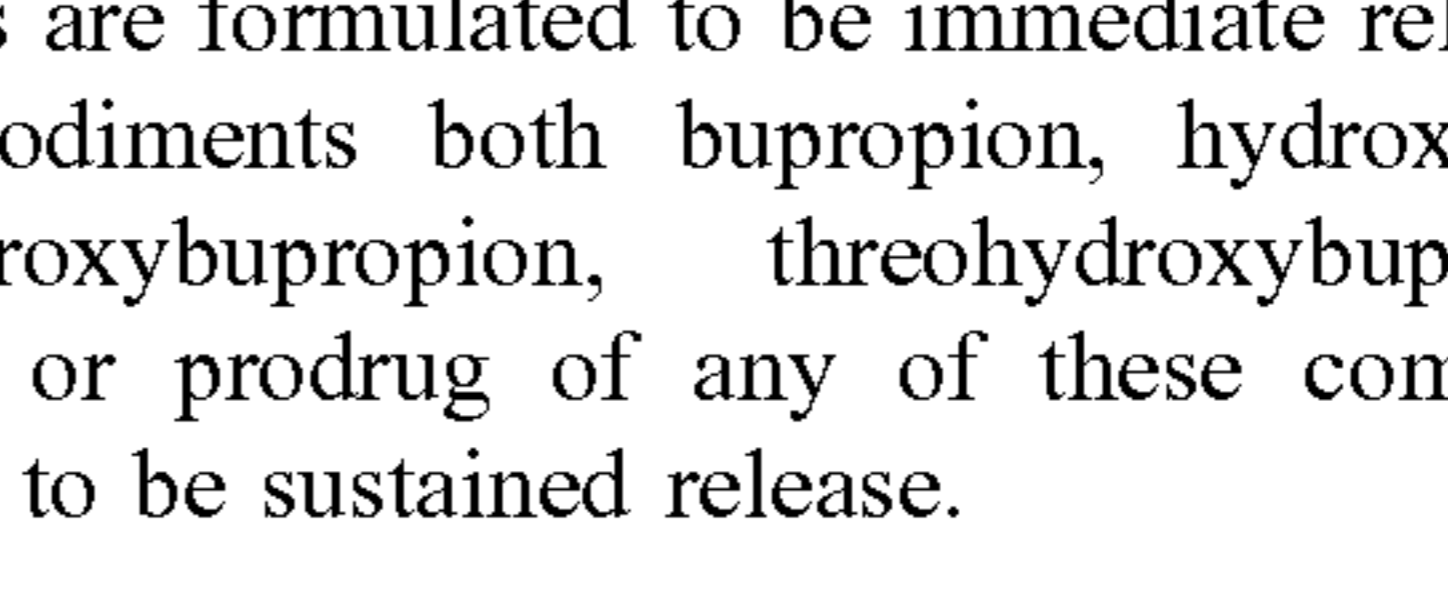 s are formulated to be immediate rel
odiments both bupropion, hydrox
roxybupropion, threohydroxybup
or prodrug of any of these com
to be sustained release.